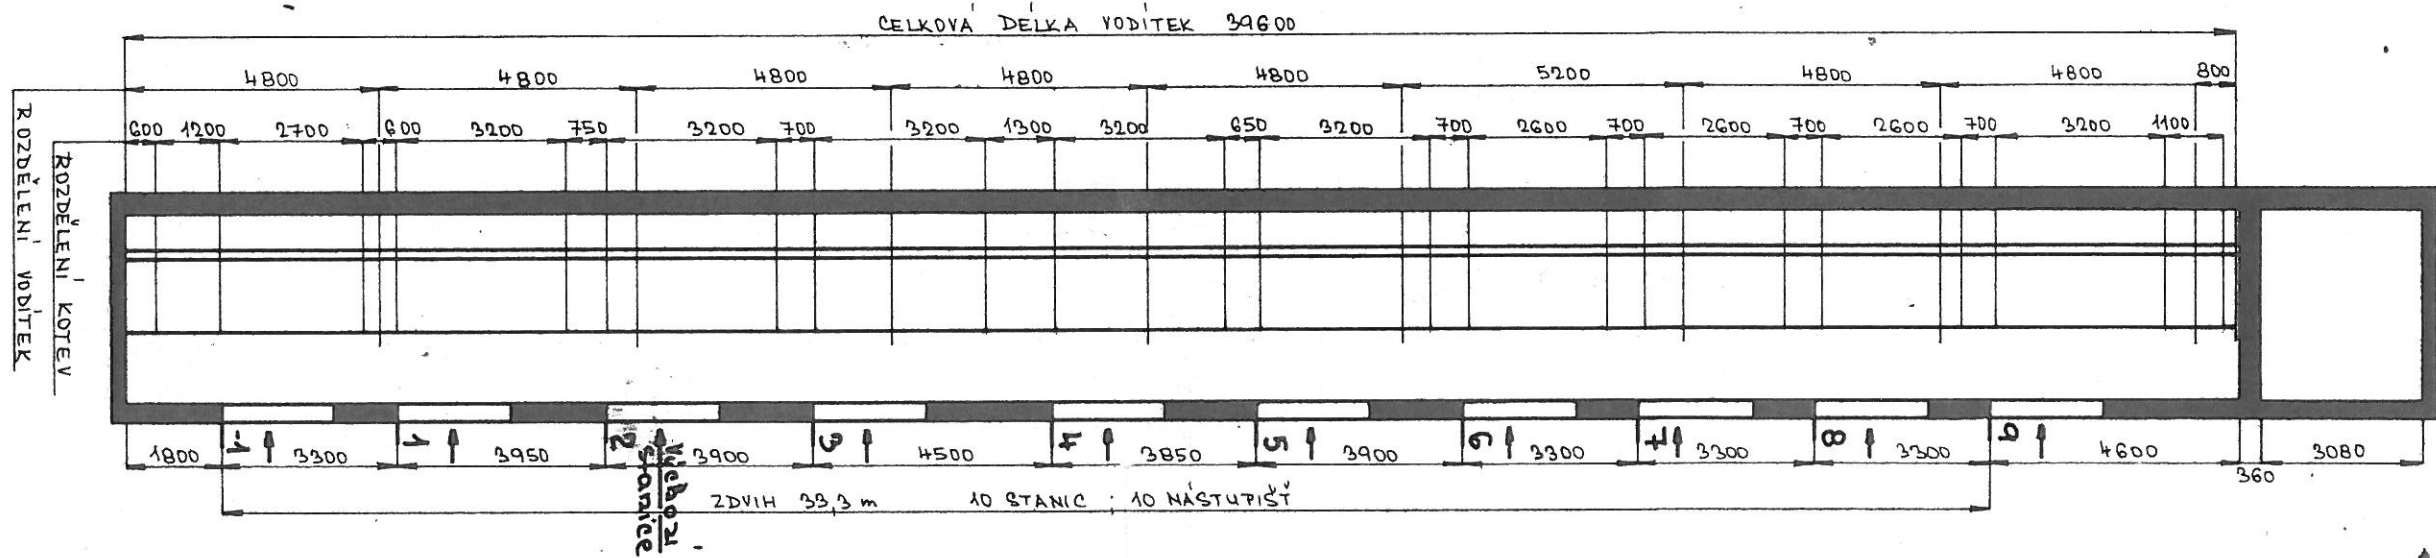 CELKOVÁ DÉLKA VODÍTEK 39600
4800 4800 4800 4800 4800 5200 4800 4800 800
600 1200 2700 600 3200 750 3200 700 3200 1300 3200 650 3200 700 2600 700 2600 700 2600 700 3200 1100
ROZDĚLENÍ VODÍTEK
ROZDĚLENÍ KOTEV
-1 1 2 3 4 5 6 7 8 9
1800 3300 3950 3900 4500 3850 3900 3300 3300 3300 4600 360 3080
Výchozí
stanice
ZDVIH 33,3 m 10 STANIC ; 10 NÁSTUPIŠŤ